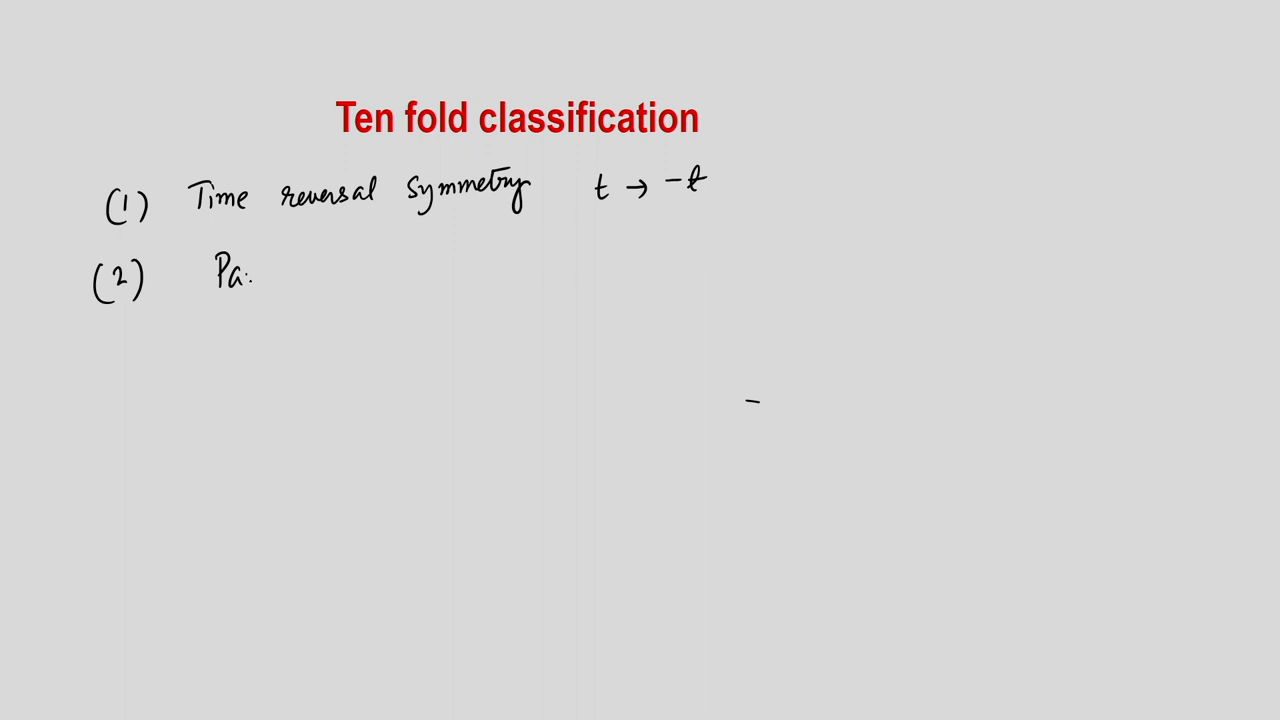 Ten fold classification
(1) Time reversal symmetry t → -t
(2) Pa
-